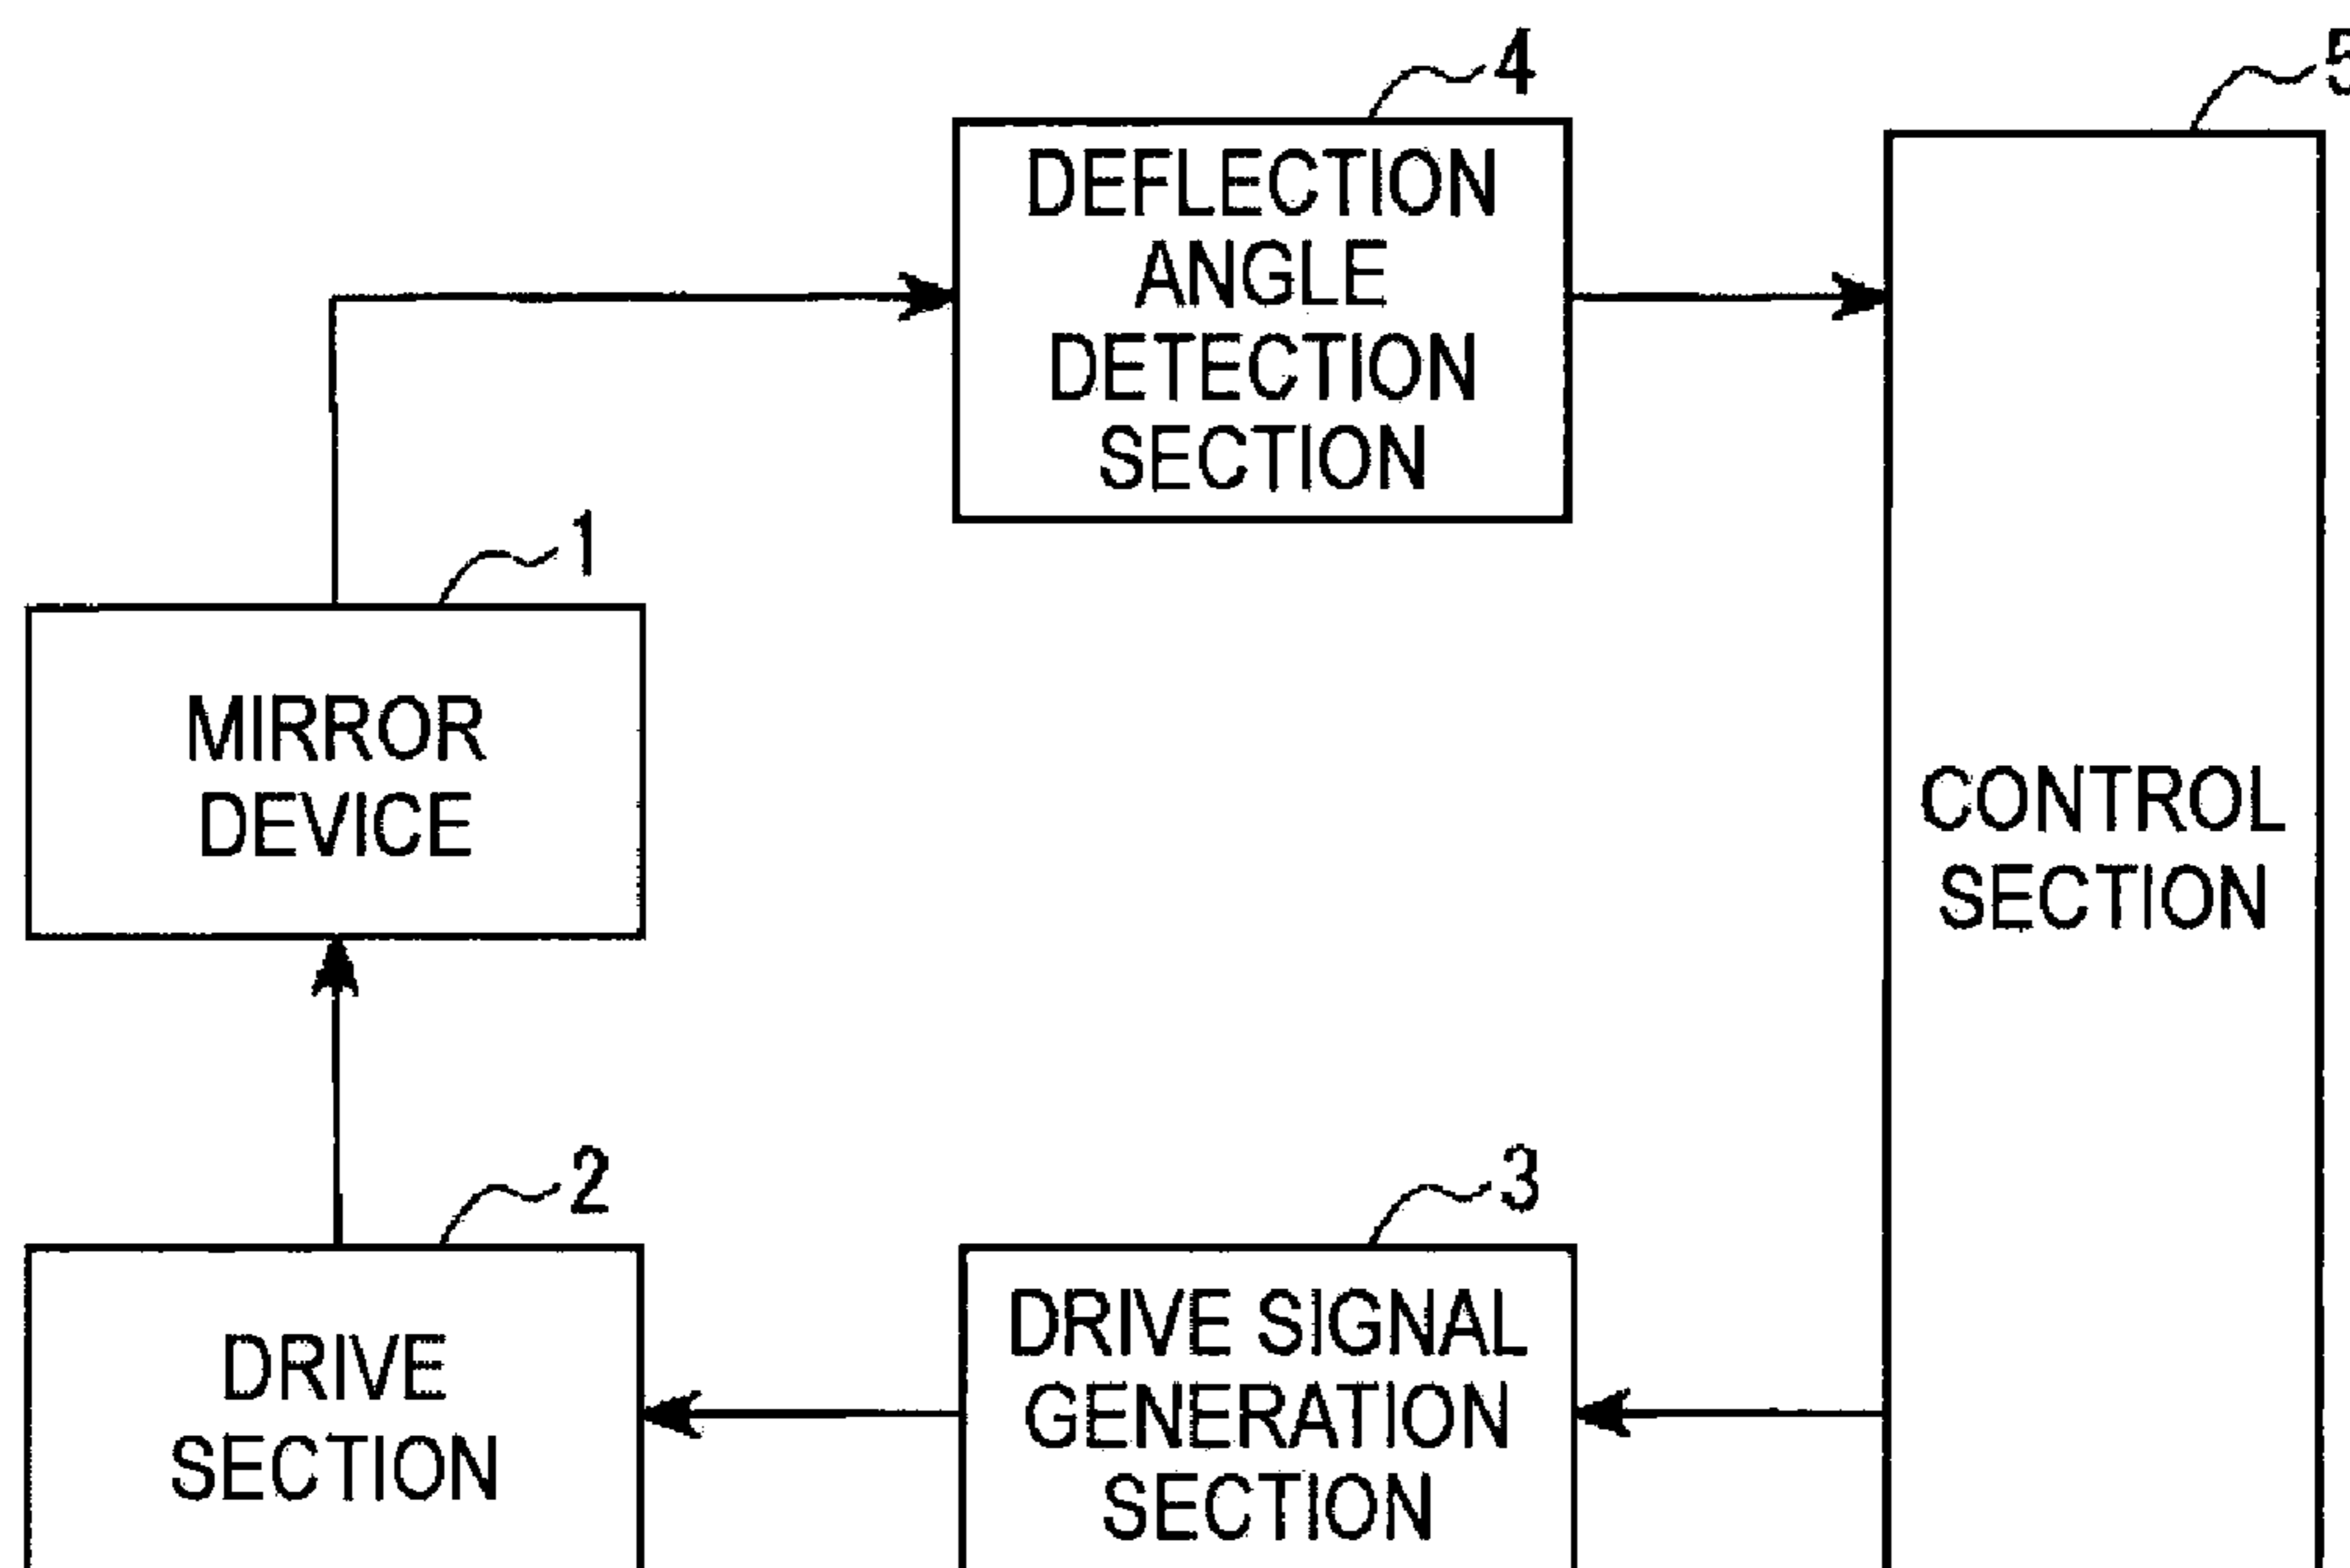 4
5
DEFLECTION
ANGLE
DETECTION
SECTION
1
MIRROR
DEVICE
CONTROL
SECTION
2
3
DRIVE
SECTION
DRIVE SIGNAL
GENERATION
SECTION